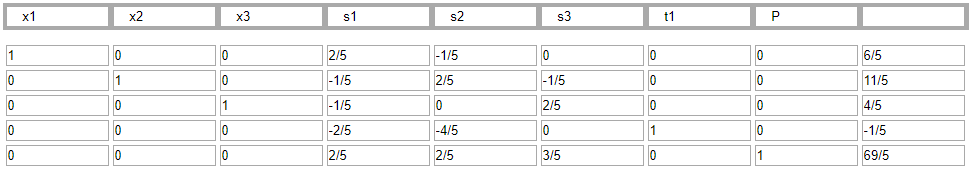 x1 x2 x3 s1 s2 s3 t1 P
1 0 0 2/5 -1/5 0 0 0 6/5
0 1 0 -1/5 2/5 -1/5 0 0 11/5
0 0 1 -1/5 0 2/5 0 0 4/5
0 0 0 -2/5 -4/5 0 1 0 -1/5
0 0 0 2/5 2/5 3/5 0 1 69/5